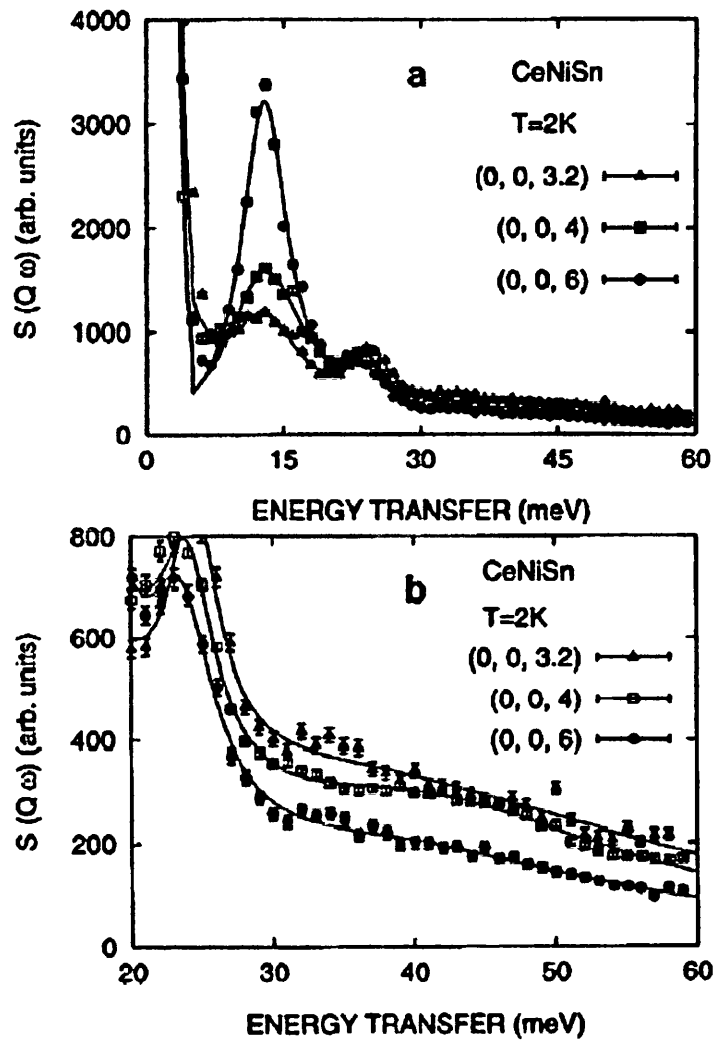 4000
3000
2000
1000
0
S (Q ω) (arb. units)
a
CeNiSn
T=2K
(0, 0, 3.2)
(0, 0, 4)
(0, 0, 6)
0 15 30 45 60
ENERGY TRANSFER (meV)
800
600
400
200
0
S (Q ω) (arb. units)
b
CeNiSn
T=2K
(0, 0, 3.2)
(0, 0, 4)
(0, 0, 6)
20 30 40 50 60
ENERGY TRANSFER (meV)